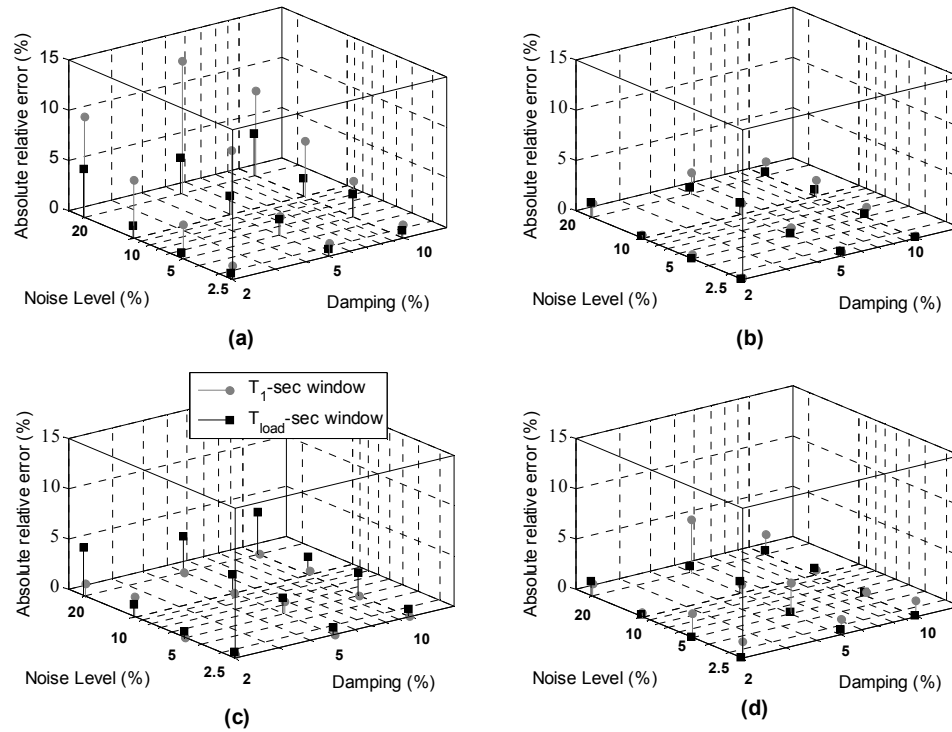 Absolute relative error (%)
15
10
5
0
20
10
5
2.5
2
5
10
Noise Level (%)
Damping (%)
(a)
Absolute relative error (%)
15
10
5
0
20
10
5
2.5
2
5
10
Noise Level (%)
Damping (%)
(b)
T1-sec window
Tload-sec window
Absolute relative error (%)
15
10
5
0
20
10
5
2.5
2
5
10
Noise Level (%)
Damping (%)
(c)
Absolute relative error (%)
15
10
5
0
20
10
5
2.5
2
5
10
Noise Level (%)
Damping (%)
(d)